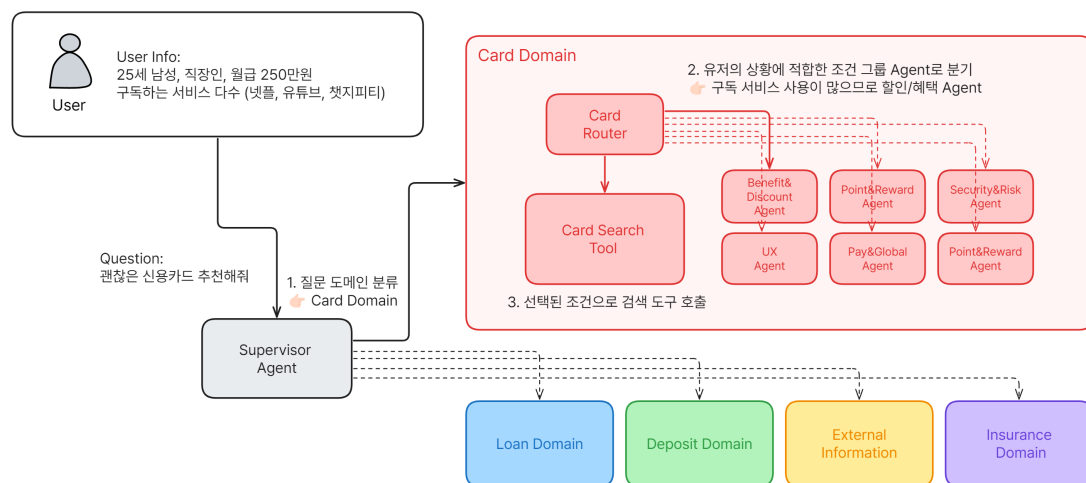 User Info:
25세 남성, 직장인, 월급 250만원
구독하는 서비스 다수 (넷플, 유튜브, 챗지피티)
User
Question:
괜찮은 신용카드 추천해줘
1. 질문 도메인 분류
👉🏻 Card Domain
Supervisor
Agent
Card Domain
2. 유저의 상황에 적합한 조건 그룹 Agent로 분기
👉🏻 구독 서비스 사용이 많으므로 할인/혜택 Agent
Card
Router
Card Search
Tool
Benefit&
Discount
Agent
Point&Reward
Agent
Security&Risk
Agent
UX
Agent
Pay&Global
Agent
Point&Reward
Agent
3. 선택된 조건으로 검색 도구 호출
Loan Domain
Deposit Domain
External
Information
Insurance
Domain